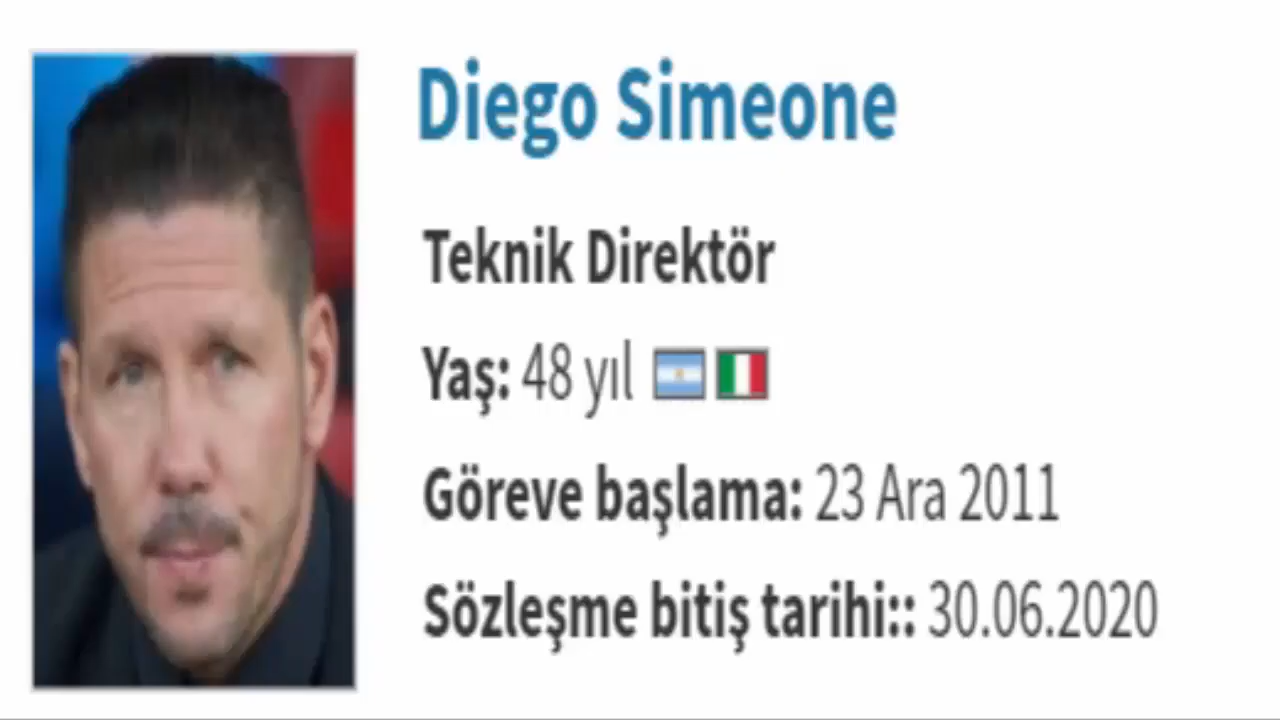 Diego Simeone
Teknik Direktör
Yaş: 48 yıl
Göreve başlama: 23 Ara 2011
Sözleşme bitiş tarihi:: 30.06.2020